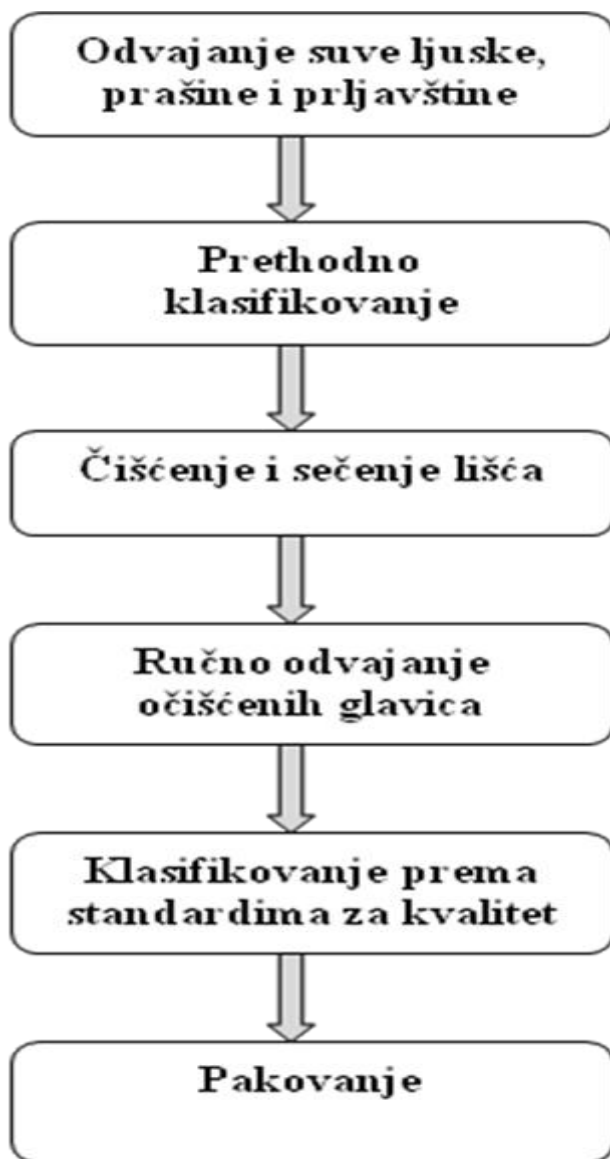 Odvajanje suve ljuske,
prašine i prljavštine
Prethodno
klasifikovanje
Čišćenje i sečenje lišća
Ručno odvajanje
očišćenih glavica
Klasifikovanje prema
standardima za kvalitet
Pakovanje